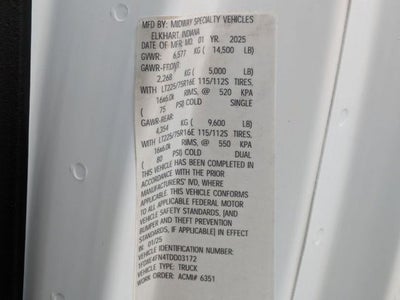 MFD BY: MIDWAY SPECIALTY VEHICLES
ELKHART, INDIANA
DATE OF MFR: MO. 01 YR. 2025
GVWR: 6,577 KG ( 14,500 LB)
GAWR-FRONT:
2,268 KG ( 5,000 LB)
WITH LT225/75R16E 115/112S TIRES,
16x6.0k RIMS, @ 520 KPA
( 75 PSI) COLD SINGLE
GAWR-REAR
4,354 KG ( 9,600 LB)
WITH LT225/75R16E 115/112S TIRES,
16x6.0k RIMS, @ 550 KPA
( 80 PSI) COLD DUAL
THIS VEHICLE HAS BEEN COMPLETED IN
ACCORDANCE WITH THE PRIOR
MANUFACTURERS' IVD, WHERE
APPLICABLE. THIS VEHICLE CONFORMS
TO ALL APPLICABLE FEDERAL MOTOR
VEHICLE SAFETY STANDARDS, [AND
BUMPER AND THEFT PREVENTION
STANDARDS, IF APPLICABLE] IN EFFECT
IN 01/25
VEHICLE IDENTIFICATION NUMBER:
1FDXE4FN4TDD03172
VEHICLE TYPE: TRUCK
WORK ORDER: ACM# 6351